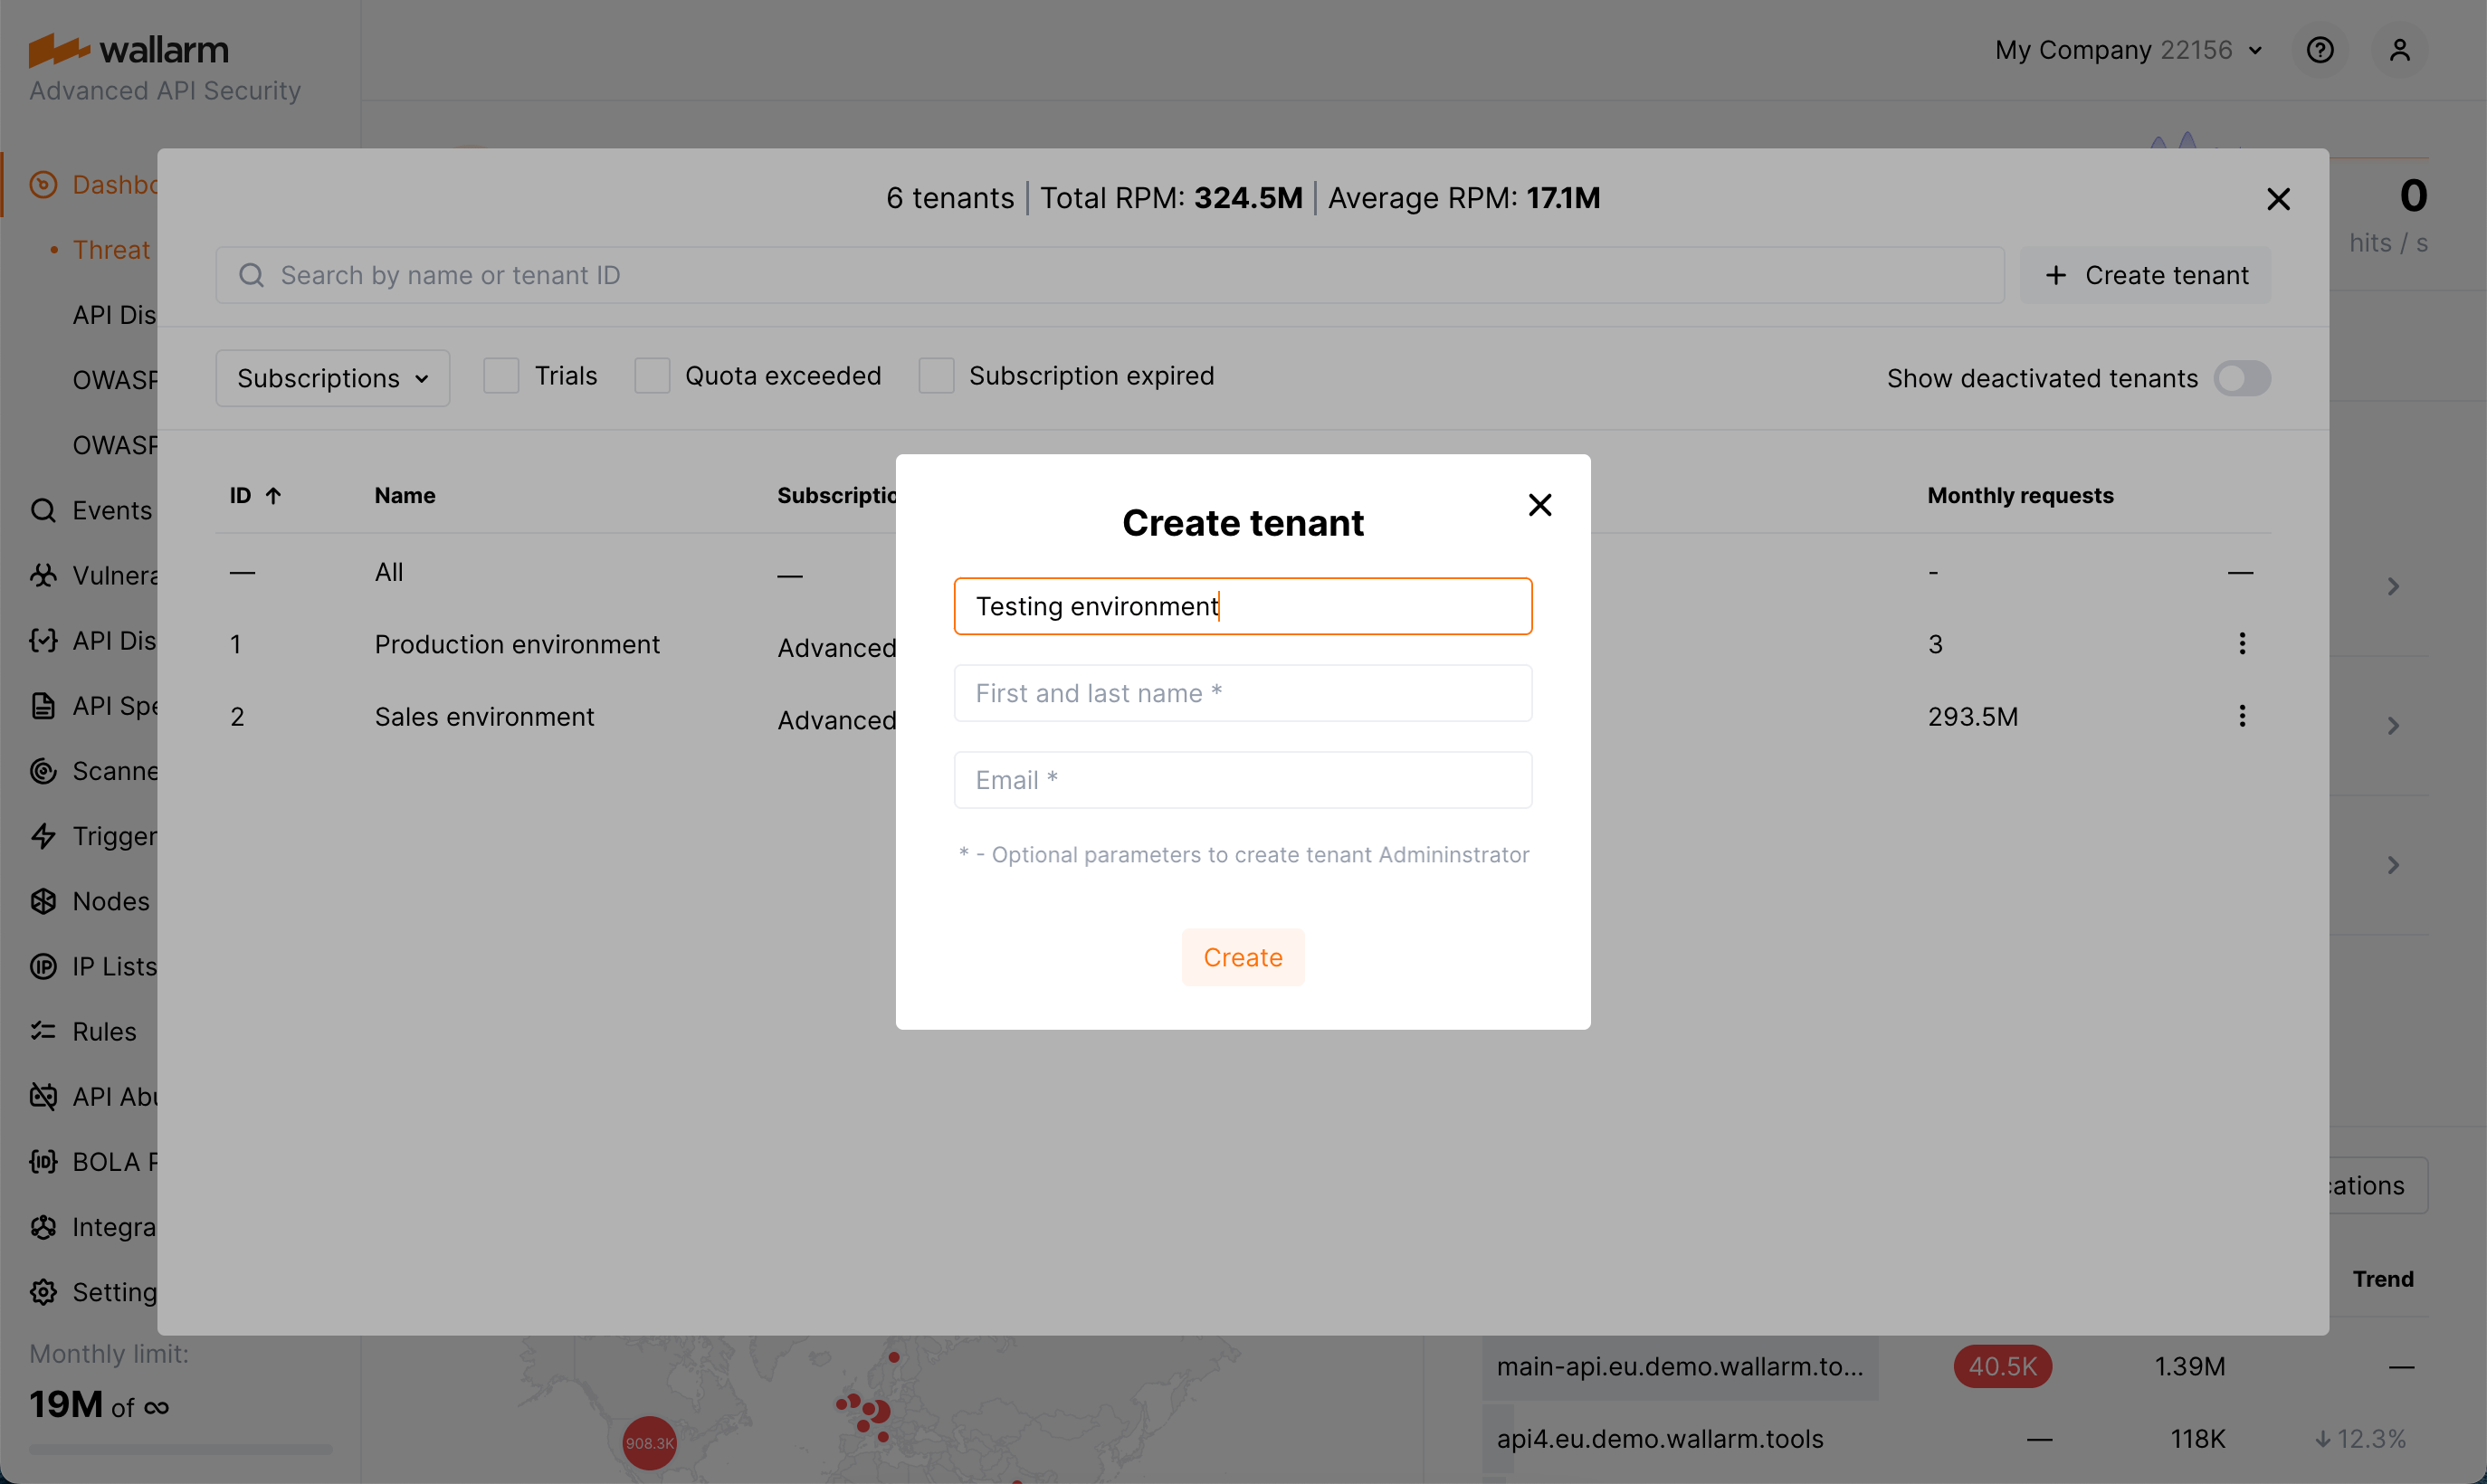 wallarm
Advanced API Security
My Company 22156
Dashbo
Threat
API Dis
OWASP
OWASP
Events
Vulnera
API Dis
API Spe
Scanne
Trigger
Nodes
IP Lists
Rules
API Abu
BOLA P
Integra
Setting
Monthly limit:
19M of ∞
0
hits / s
6 tenants | Total RPM: 324.5M | Average RPM: 17.1M
Search by name or tenant ID
+ Create tenant
Subscriptions
Trials
Quota exceeded
Subscription expired
Show deactivated tenants
ID ↑ Name Subscriptio Monthly requests
— All — - —
1 Production environment Advanced 3
2 Sales environment Advanced 293.5M
Create tenant
Testing environment
First and last name *
Email *
* - Optional parameters to create tenant Admininstrator
Create
cations
Trend
908.3K
main-api.eu.demo.wallarm.to... 40.5K 1.39M —
api4.eu.demo.wallarm.tools — 118K ↓ 12.3%